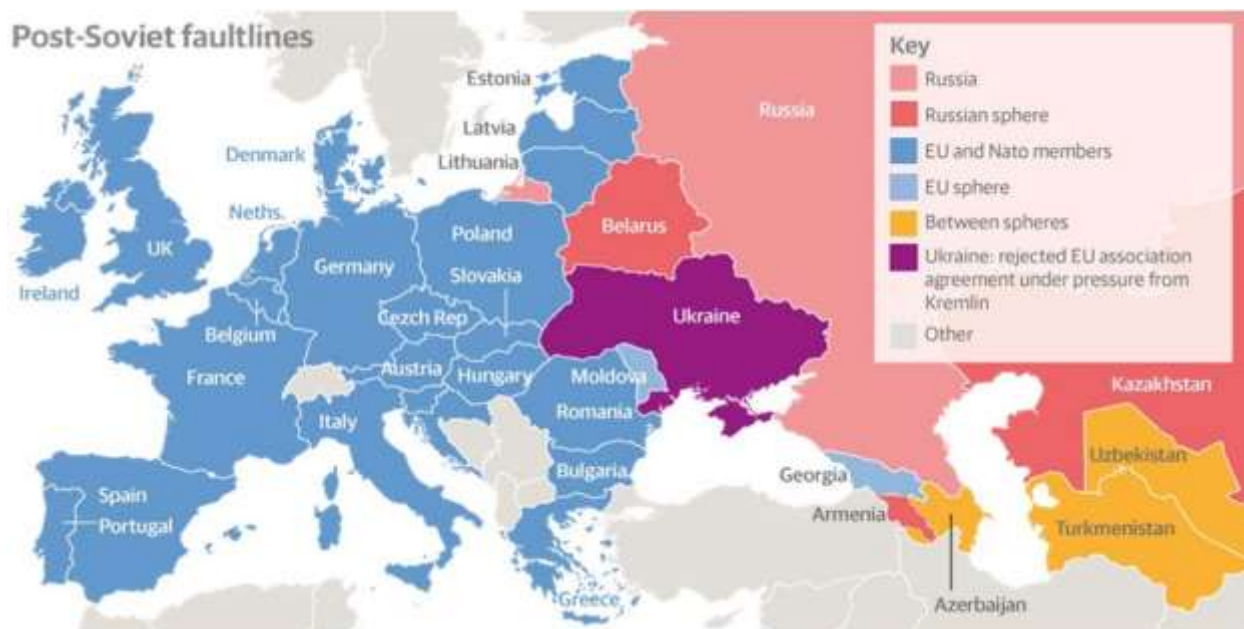 Post-Soviet faultlines
Key
Russia
Russian sphere
EU and Nato members
EU sphere
Between spheres
Ukraine: rejected EU association
agreement under pressure from
Kremlin
Other
Estonia
Russia
Latvia
Denmark
Lithuania
Neths.
Belarus
Poland
UK
Germany
Slovakia
Ireland
Cezch Rep
Ukraine
Belgium
Austria
Moldova
France
Hungary
Kazakhstan
Romania
Italy
Uzbekistan
Bulgaria
Georgia
Spain
Armenia
Portugal
Turkmenistan
Greece
Azerbaijan